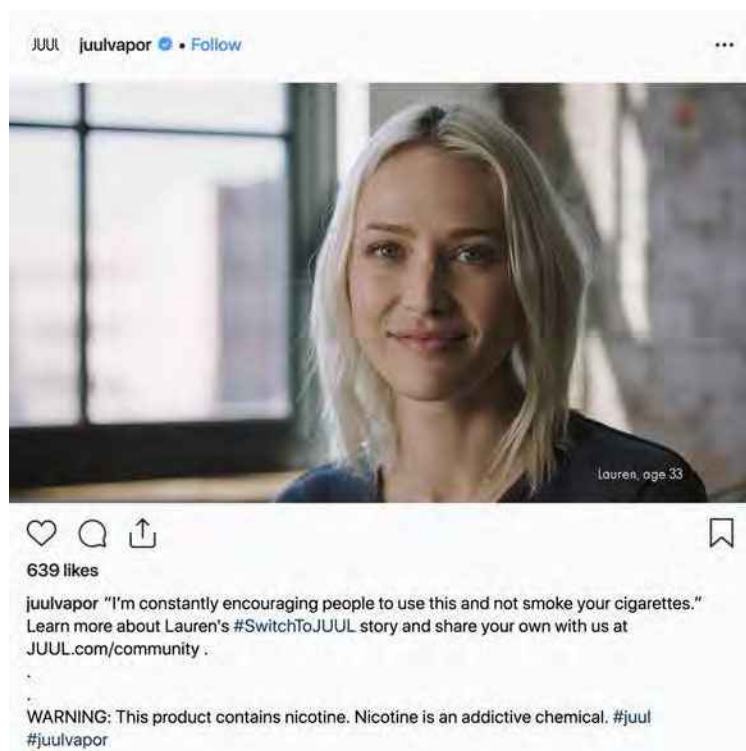 JUUL juulvapor • Follow
Lauren, age 33
639 likes
juulvapor "I'm constantly encouraging people to use this and not smoke your cigarettes."
Learn more about Lauren's #SwitchToJUUL story and share your own with us at
JUUL.com/community .
.
.
WARNING: This product contains nicotine. Nicotine is an addictive chemical. #juul
#juulvapor